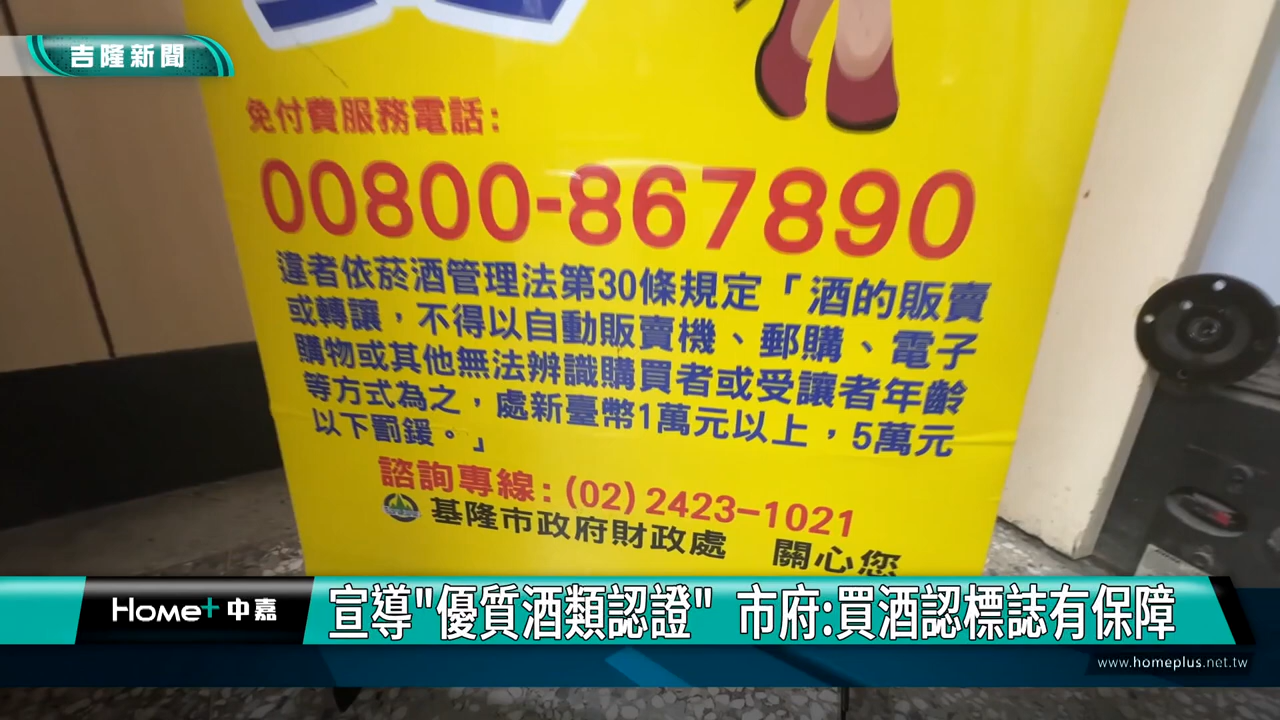 吉隆新聞
免付費服務電話:
00800-867890
違者依菸酒管理法第30條規定「酒的販賣
或轉讓，不得以自動販賣機、郵購、電子
購物或其他無法辨識購買者或受讓者年齡
等方式為之，處新臺幣1萬元以上，5萬元
以下罰鍰。」
諮詢專線:(02)2423-1021
基隆市政府財政處 關心您
Home+中嘉
宣導"優質酒類認證" 市府:買酒認標誌有保障
www.homeplus.net.tw